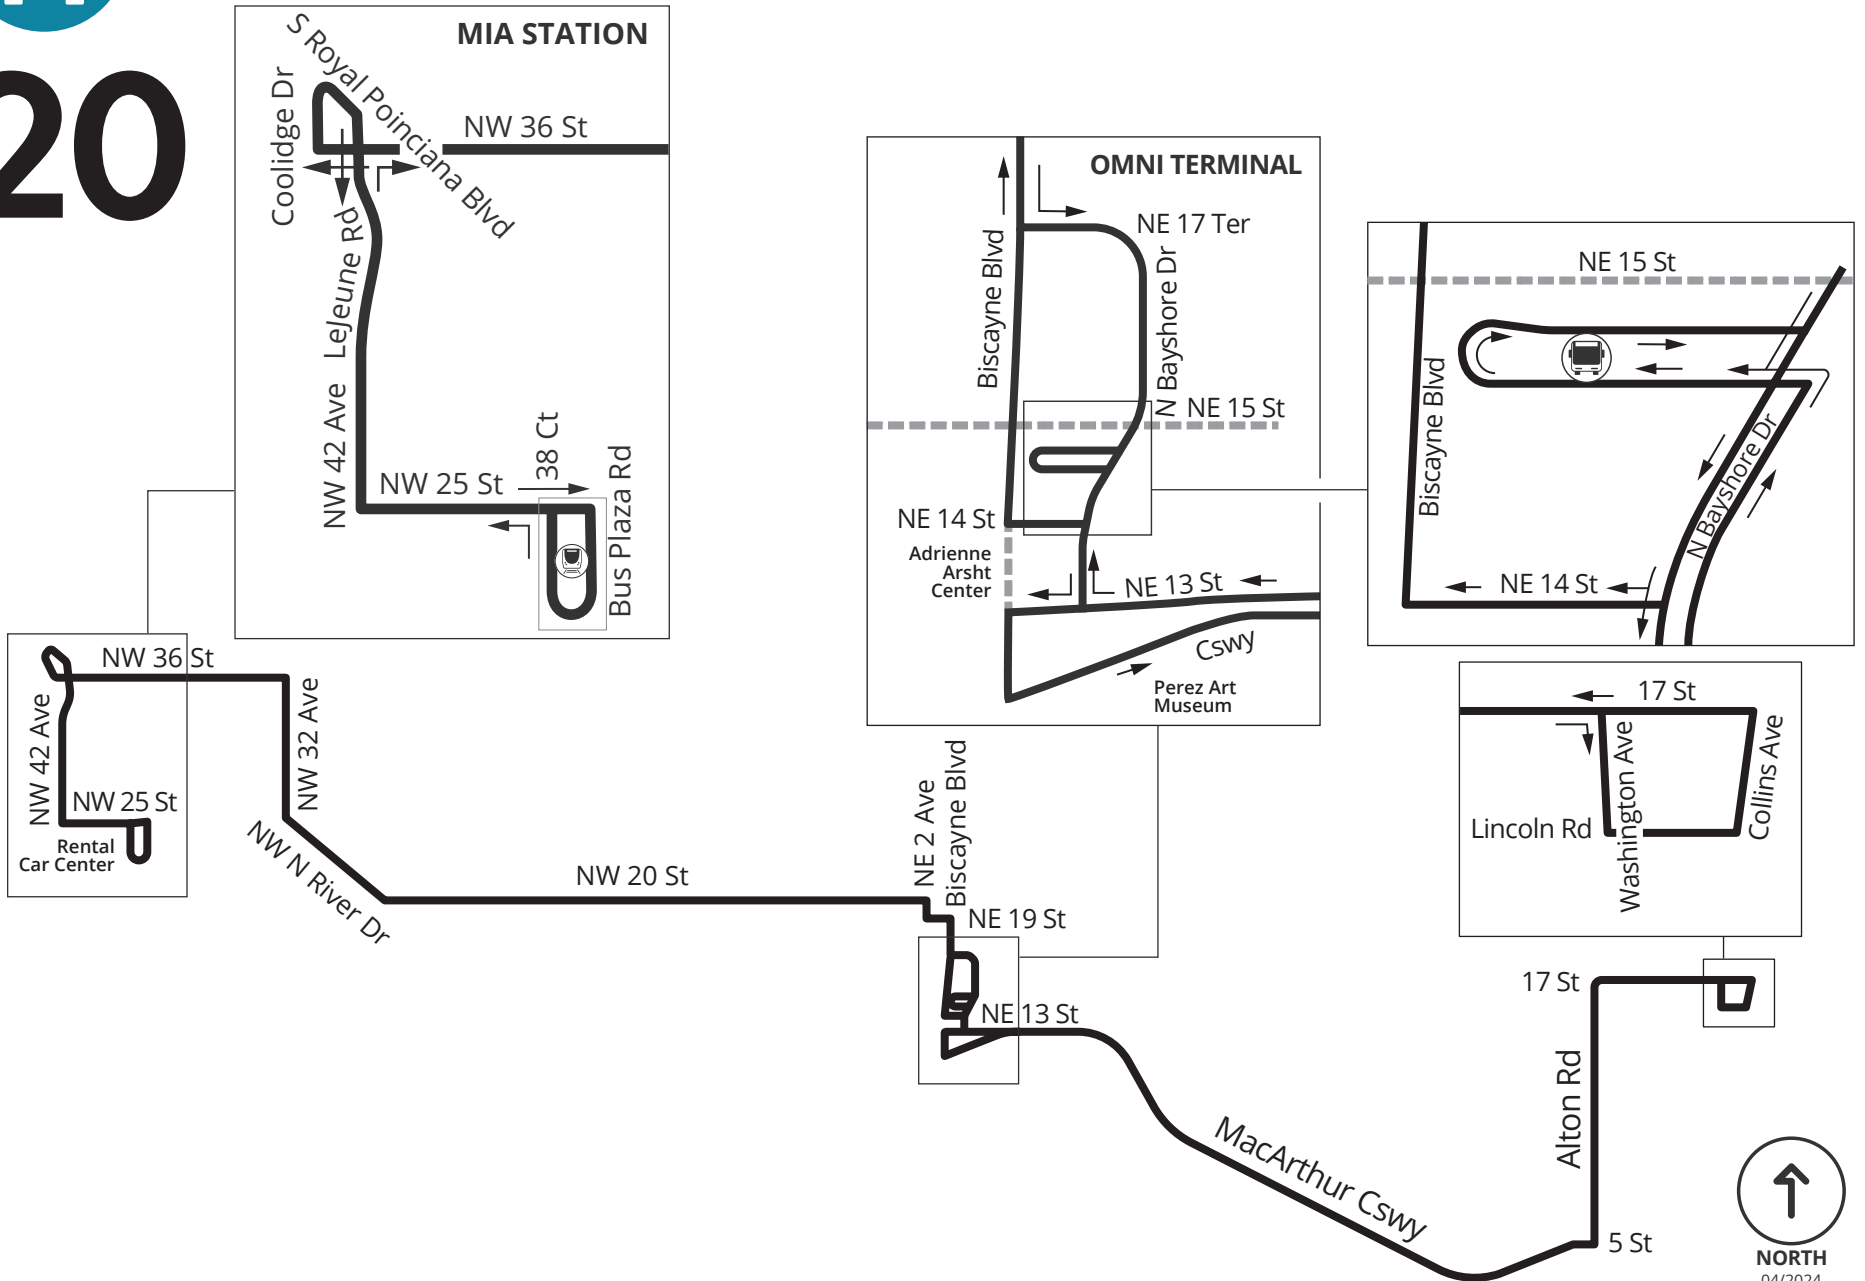 20
MIA STATION
S Royal Poinciana Blvd
Coolidge Dr
NW 36 St
LeJeune Rd
NW 42 Ave
NW 25 St
38 Ct
Bus Plaza Rd
OMNI TERMINAL
Biscayne Blvd
NE 17 Ter
N Bayshore Dr
NE 15 St
NE 14 St
Adrienne
Arsht
Center
NE 13 St
Cswy
Perez Art
Museum
NE 15 St
Biscayne Blvd
N Bayshore Dr
NE 14 St
17 St
Washington Ave
Collins Ave
Lincoln Rd
NW 36 St
NW 42 Ave
NW 25 St
Rental
Car Center
NW 32 Ave
NW N River Dr
NW 20 St
NE 2 Ave
Biscayne Blvd
NE 19 St
NE 13 St
MacArthur Cswy
17 St
Alton Rd
5 St
NORTH
04/2024